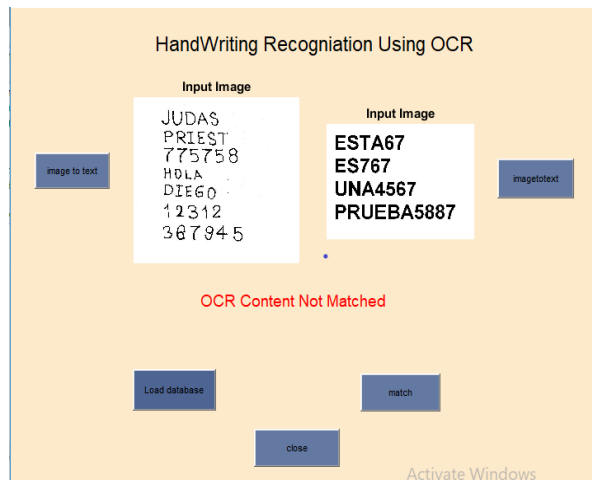 HandWriting Recogniation Using OCR
Input Image
JUDAS
PRIEST
775758
HOLA
DIEGO
12312
367945
Input Image
ESTA67
ES767
UNA4567
PRUEBA5887
image to text
imagetotext
OCR Content Not Matched
Load database
match
close
Activate Windows